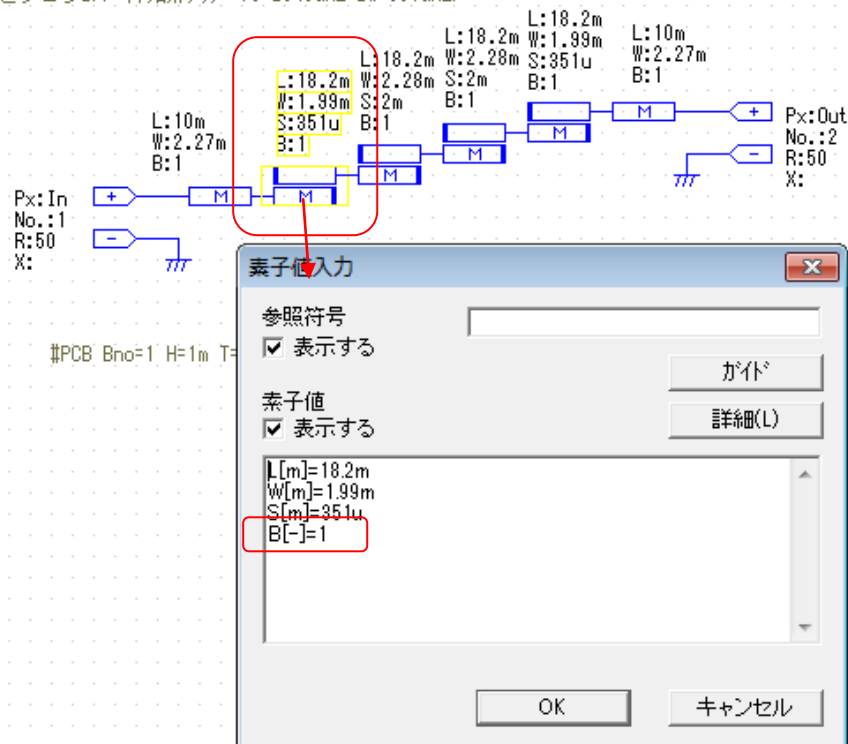 L:18.2m
W:1.99m
S:351u
B:1
L:10m
W:2.27m
B:1
L:18.2m
W:2.28m
S:2m
B:1
L:18.2m
W:2.28m
S:2m
B:1
L:18.2m
W:1.99m
S:351u
B:1
L:10m
W:2.27m
B:1
Px:In
No.:1
R:50
X:
+
-
M
M
M
M
M
M
+
-
Px:Out
No.:2
R:50
X:
#PCB Bno=1 H=1m T=
素子値入力
参照符号
表示する
ガイド
素子値
表示する
詳細(L)
L[m]=18.2m
W[m]=1.99m
S[m]=351u
B[-]=1
OK
キャンセル